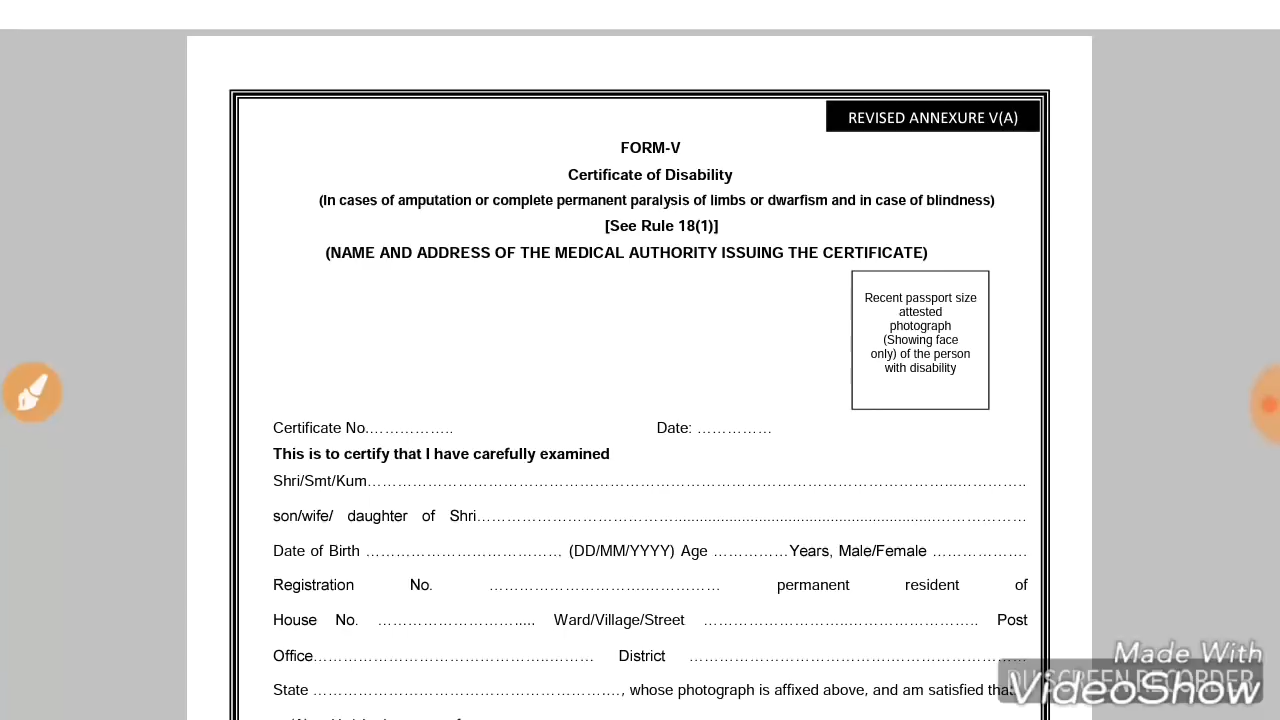 REVISED ANNEXURE V(A)
FORM-V
Certificate of Disability
(In cases of amputation or complete permanent paralysis of limbs or dwarfism and in case of blindness)
[See Rule 18(1)]
(NAME AND ADDRESS OF THE MEDICAL AUTHORITY ISSUING THE CERTIFICATE)
Recent passport size
attested
photograph
(Showing face
only) of the person
with disability
Certificate No.…………….. Date: ……………
This is to certify that I have carefully examined
Shri/Smt/Kum……………………………………………………………………………………………………..…………..
son/wife/ daughter of Shri…………………………………...............................................................………………
Date of Birth ………………………………… (DD/MM/YYYY) Age ……………Years, Male/Female ……………….
Registration No. ………………………………………… permanent resident of
House No. ………………………..... Ward/Village/Street ………………………..…………………….. Post
Office………………………………………………… District ……………………………………………………………
State …………………………………………………….., whose photograph is affixed above, and am satisfied that
Made With
DU SCREEN RECORDER
VideoShow